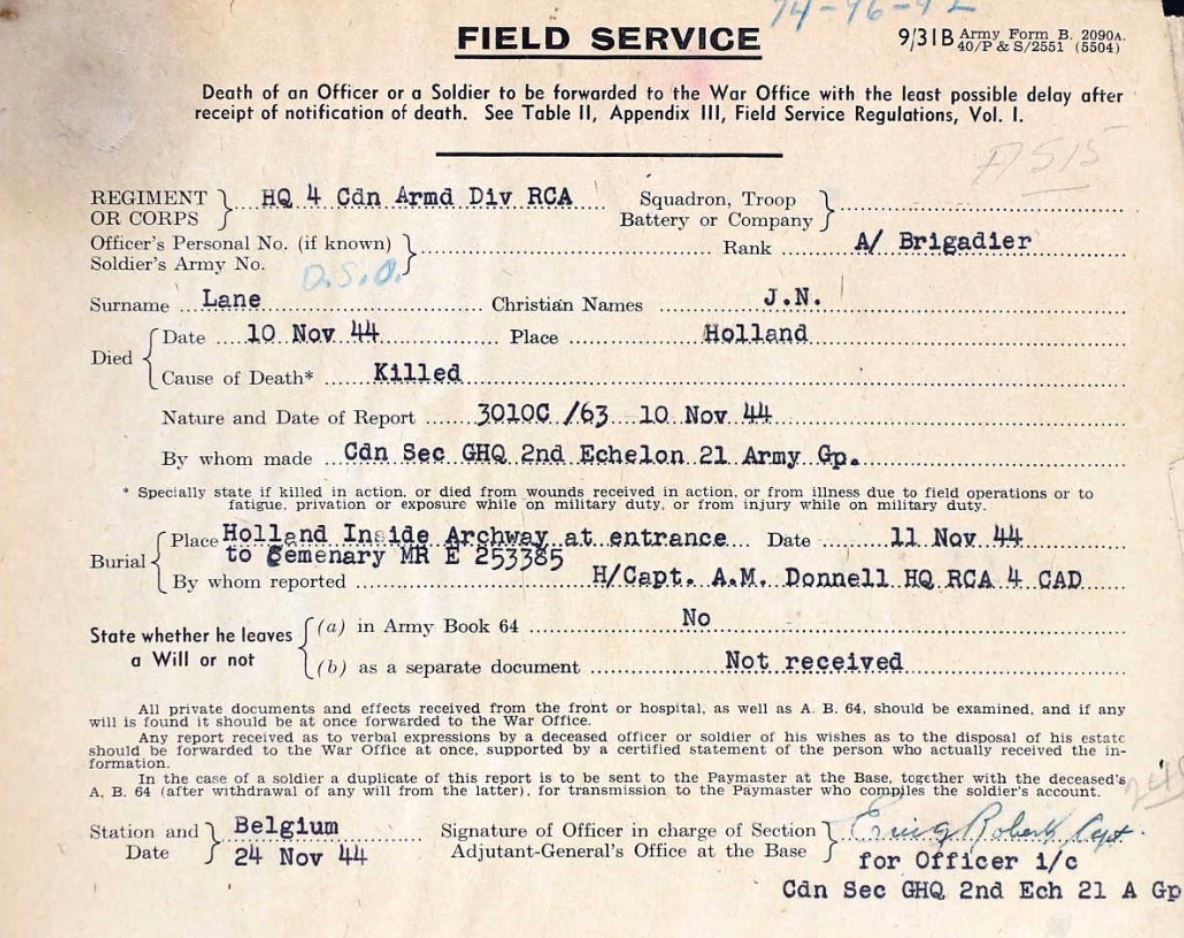 74-96-92
FIELD SERVICE
9/31B Army Form B. 2090A.
40/P & S/2551 (5504)
Death of an Officer or a Soldier to be forwarded to the War Office with the least possible delay after
receipt of notification of death. See Table II, Appendix III, Field Service Regulations, Vol. I.
REGIMENT OR CORPS } HQ 4 Cdn Armd Div RCA Squadron, Troop Battery or Company }
Officer's Personal No. (if known) Soldier's Army No. } Rank A/ Brigadier
D.S.O.
Surname Lane Christian Names J.N.
Died { Date 10 Nov 44 Place Holland
Cause of Death* Killed
Nature and Date of Report 3010C /63 10 Nov 44
By whom made Cdn Sec GHQ 2nd Echelon 21 Army Gp.
* Specially state if killed in action, or died from wounds received in action, or from illness due to field operations or to
fatigue, privation or exposure while on military duty, or from injury while on military duty.
Burial { Place Holland Inside Archway at entrance Date 11 Nov 44
to Cemenary MR E 253385
By whom reported H/Capt. A.M. Donnell HQ RCA 4 CAD
State whether he leaves a Will or not { (a) in Army Book 64 No
(b) as a separate document Not received
All private documents and effects received from the front or hospital, as well as A. B. 64, should be examined, and if any
will is found it should be at once forwarded to the War Office.
Any report received as to verbal expressions by a deceased officer or soldier of his wishes as to the disposal of his estate
should be forwarded to the War Office at once, supported by a certified statement of the person who actually received the in-
formation.
In the case of a soldier a duplicate of this report is to be sent to the Paymaster at the Base, together with the deceased's
A. B. 64 (after withdrawal of any will from the latter), for transmission to the Paymaster who compiles the soldier's account.
Station and Date } Belgium
24 Nov 44
Signature of Officer in charge of Section
Adjutant-General's Office at the Base } Capt.
for Officer i/c
Cdn Sec GHQ 2nd Ech 21 A Gp